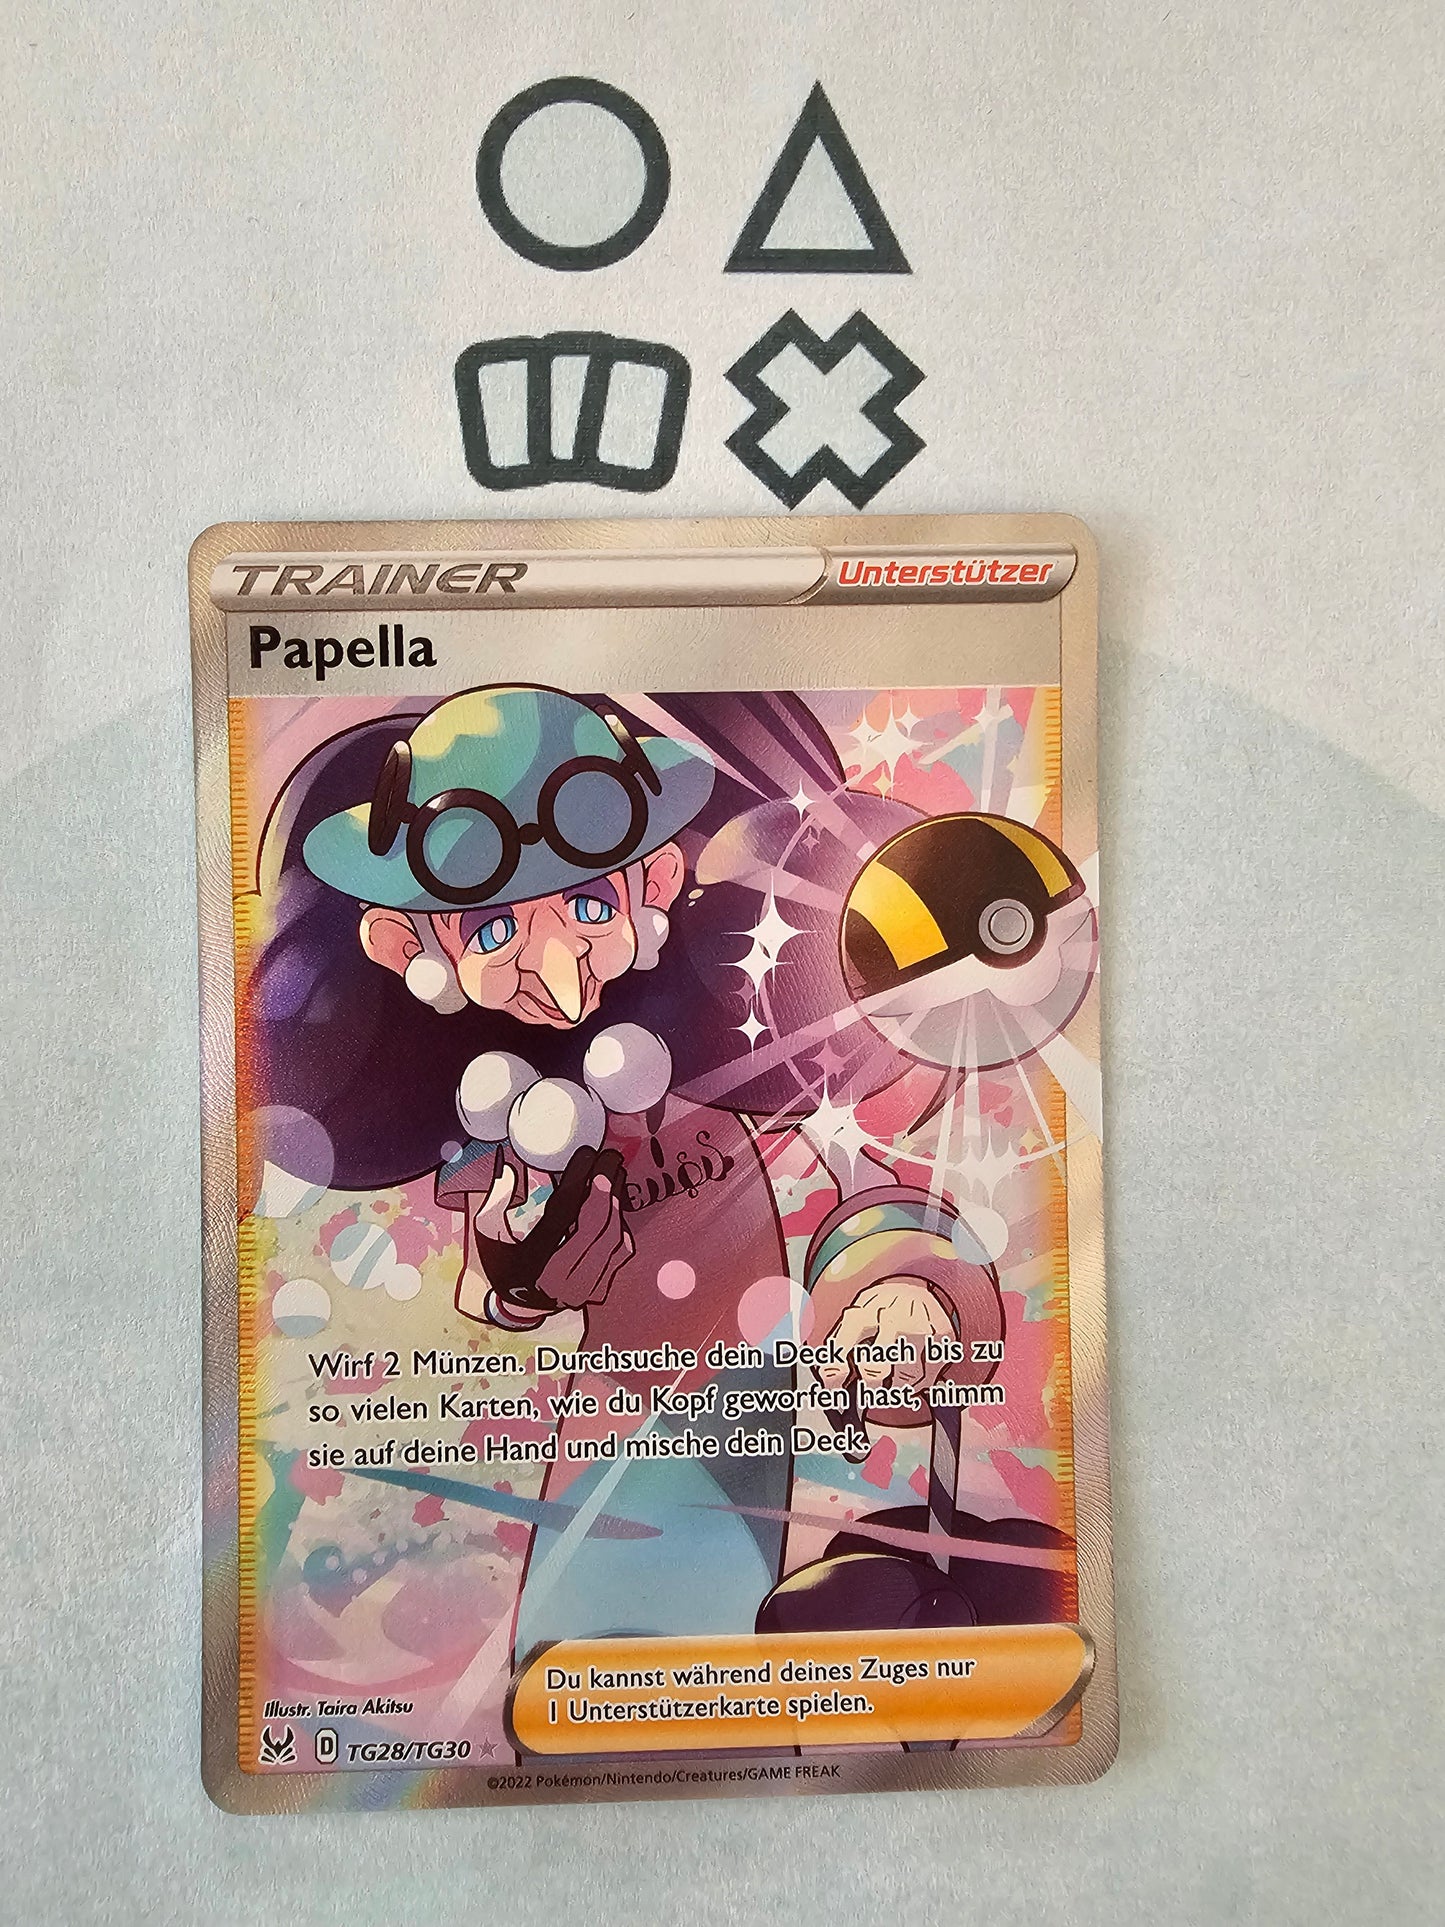 TRAINER
Unterstützer
Papella
Wirf 2 Münzen. Durchsuche dein Deck nach bis zu
so vielen Karten, wie du Kopf geworfen hast, nimm
sie auf deine Hand und mische dein Deck.
Du kannst während deines Zuges nur
1 Unterstützerkarte spielen.
Illustr. Taira Akitsu
D TG28/TG30
©2022 Pokémon/Nintendo/Creatures/GAME FREAK